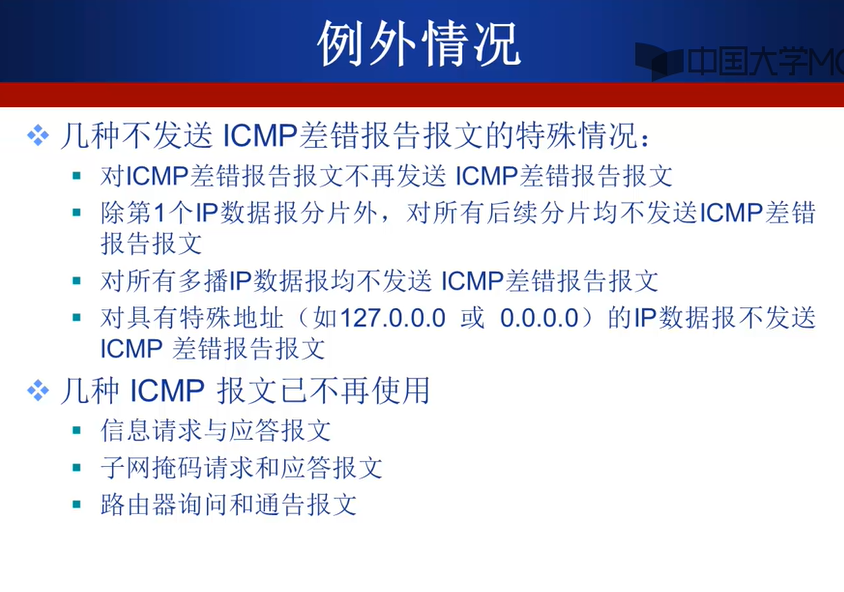 例外情况
中国大学MO
几种不发送 ICMP差错报告报文的特殊情况：
对ICMP差错报告报文不再发送 ICMP差错报告报文
除第1个IP数据报分片外，对所有后续分片均不发送ICMP差错
报告报文
对所有多播IP数据报均不发送 ICMP差错报告报文
对具有特殊地址（如127.0.0.0 或 0.0.0.0）的IP数据报不发送
ICMP 差错报告报文
几种 ICMP 报文已不再使用
信息请求与应答报文
子网掩码请求和应答报文
路由器询问和通告报文